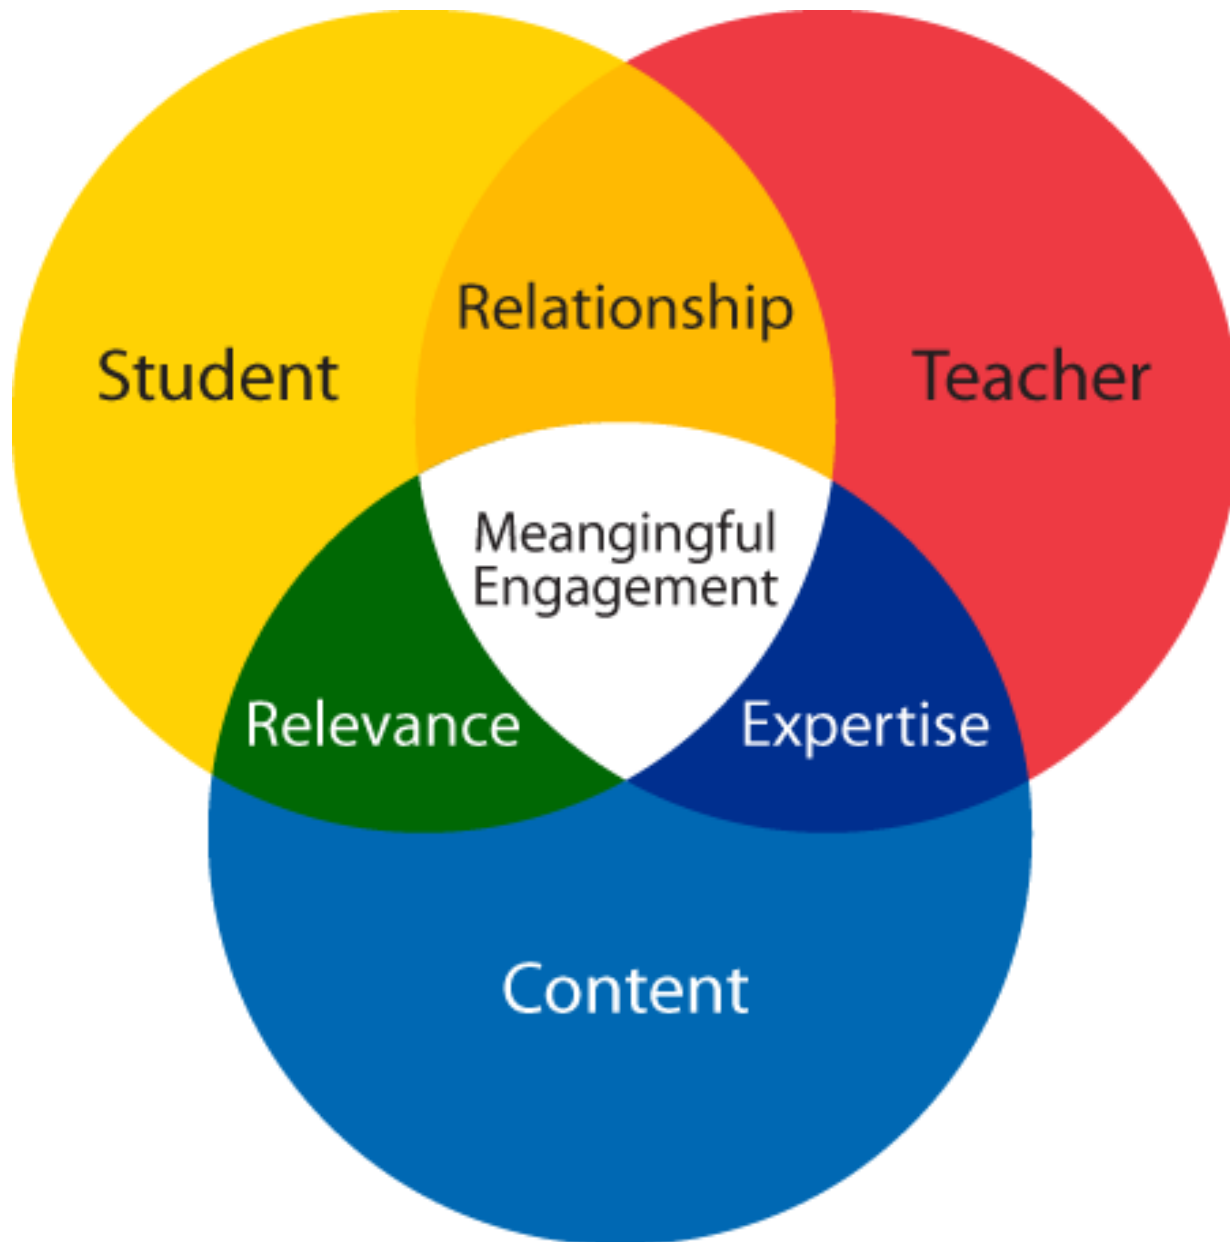 Relationship
Student
Teacher
Meangingful
Engagement
Relevance
Expertise
Content